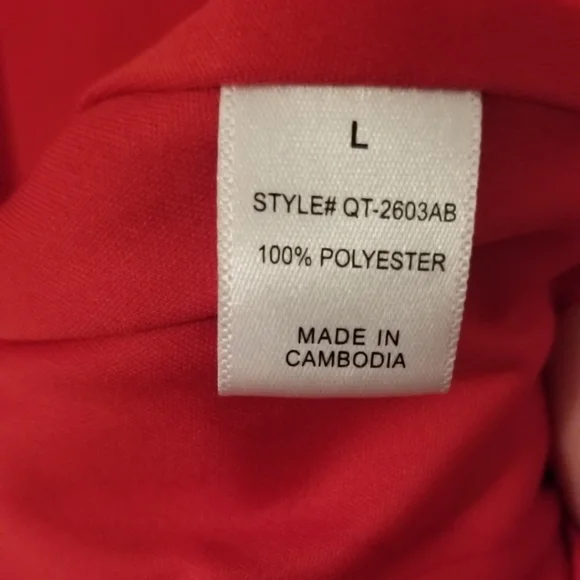 L
STYLE# QT-2603AB
100% POLYESTER
MADE IN
CAMBODIA